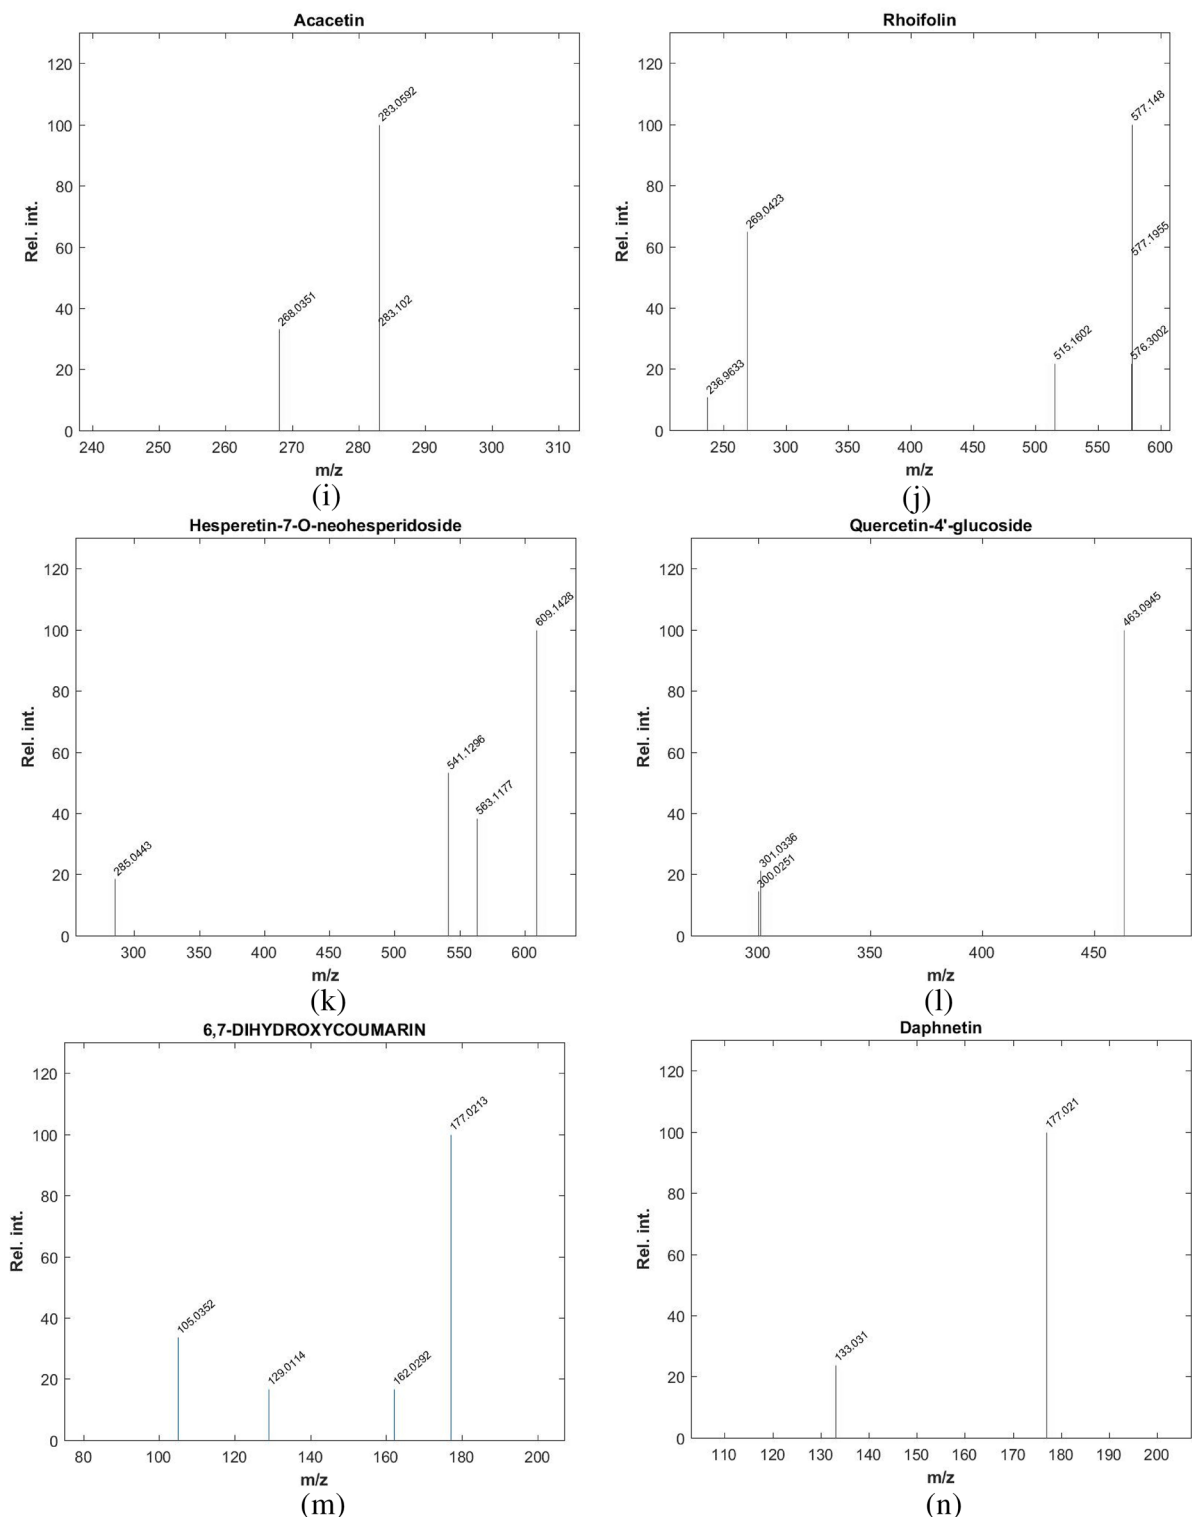 Acacetin
Rel. int.
120
100
80
60
40
20
0
268.0351
283.0592
283.102
240 250 260 270 280 290 300 310
m/z
(i)
Rhoifolin
Rel. int.
120
100
80
60
40
20
0
236.9633
269.0423
515.1602
577.148
577.1955
576.3002
250 300 350 400 450 500 550 600
m/z
(j)
Hesperetin-7-O-neohesperidoside
Rel. int.
120
100
80
60
40
20
0
285.0443
541.1296
563.1177
609.1428
300 350 400 450 500 550 600
m/z
(k)
Quercetin-4'-glucoside
Rel. int.
120
100
80
60
40
20
0
301.0336
300.0251
463.0945
300 350 400 450
m/z
(l)
6,7-DIHYDROXYCOUMARIN
Rel. int.
120
100
80
60
40
20
0
105.0352
129.0114
162.0292
177.0213
80 100 120 140 160 180 200
m/z
(m)
Daphnetin
Rel. int.
120
100
80
60
40
20
0
133.031
177.021
110 120 130 140 150 160 170 180 190 200
m/z
(n)